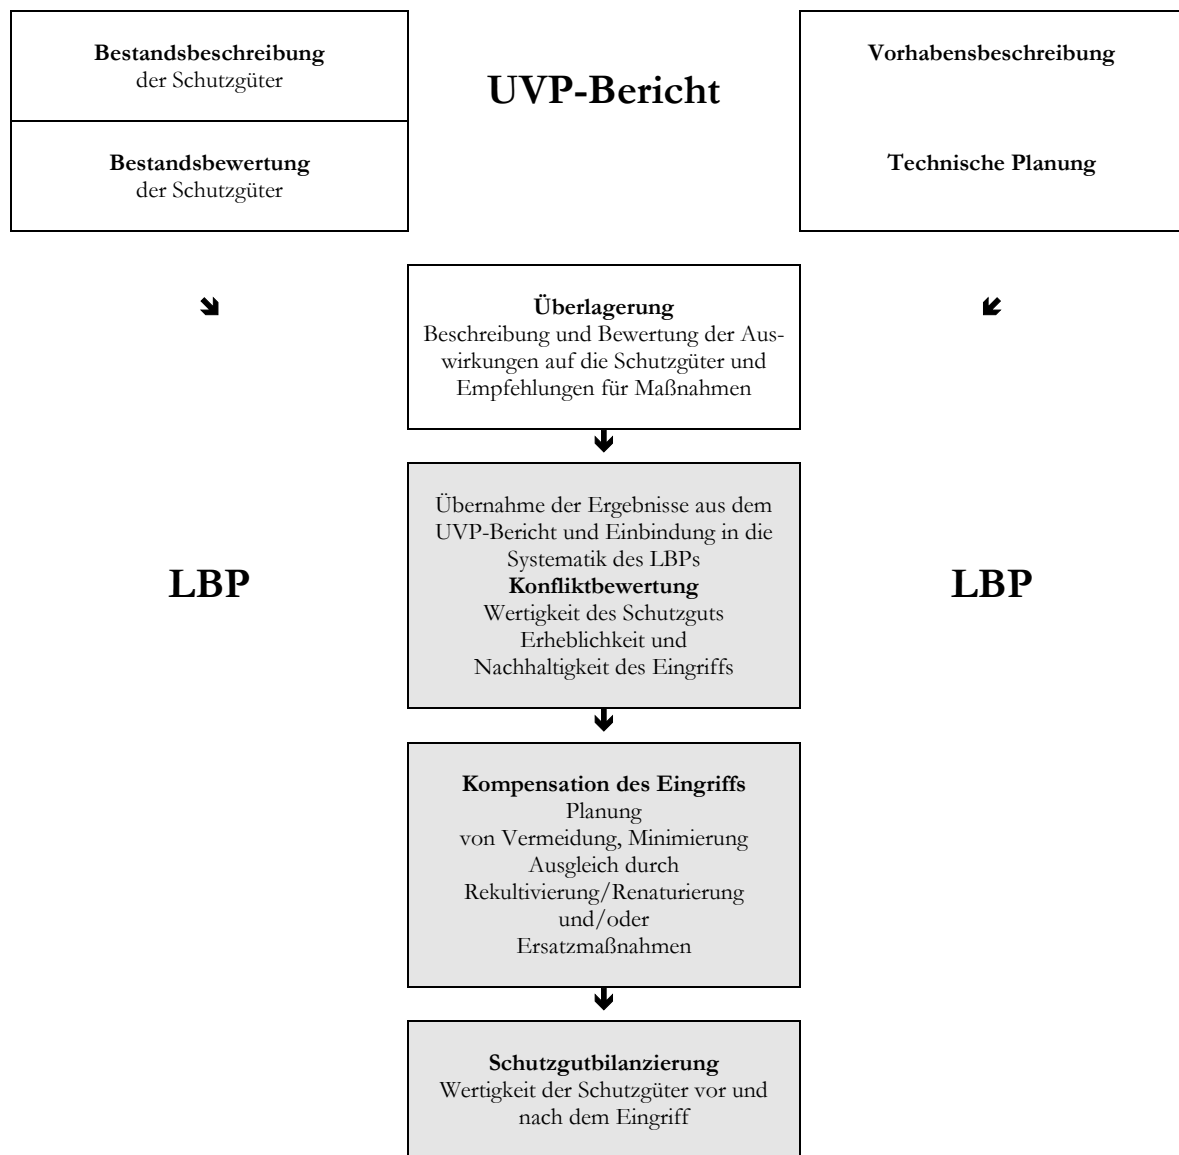 Bestandsbeschreibung
der Schutzgüter
Bestandsbewertung
der Schutzgüter
UVP-Bericht
Vorhabensbeschreibung
Technische Planung
Überlagerung
Beschreibung und Bewertung der Aus-
wirkungen auf die Schutzgüter und
Empfehlungen für Maßnahmen
LBP
Übernahme der Ergebnisse aus dem
UVP-Bericht und Einbindung in die
Systematik des LBPs
Konfliktbewertung
Wertigkeit des Schutzguts
Erheblichkeit und
Nachhaltigkeit des Eingriffs
LBP
Kompensation des Eingriffs
Planung
von Vermeidung, Minimierung
Ausgleich durch
Rekultivierung/Renaturierung
und/oder
Ersatzmaßnahmen
Schutzgutbilanzierung
Wertigkeit der Schutzgüter vor und
nach dem Eingriff